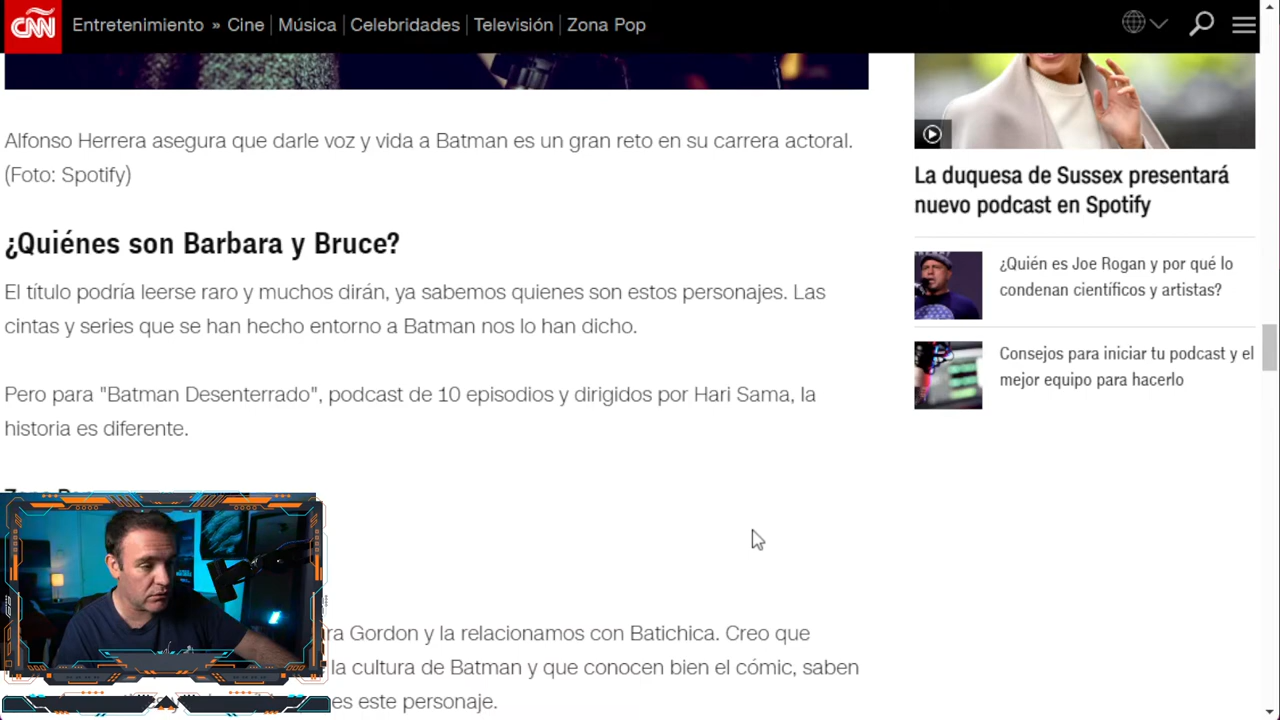 CNN
Entretenimiento » Cine | Música | Celebridades | Televisión | Zona Pop
Alfonso Herrera asegura que darle voz y vida a Batman es un gran reto en su carrera actoral.
(Foto: Spotify)
¿Quiénes son Barbara y Bruce?
El título podría leerse raro y muchos dirán, ya sabemos quienes son estos personajes. Las
cintas y series que se han hecho entorno a Batman nos lo han dicho.
Pero para "Batman Desenterrado", podcast de 10 episodios y dirigidos por Hari Sama, la
historia es diferente.
Gordon y la relacionamos con Batichica. Creo que
la cultura de Batman y que conocen bien el cómic, saben
este personaje.
La duquesa de Sussex presentará
nuevo podcast en Spotify
¿Quién es Joe Rogan y por qué lo
condenan científicos y artistas?
Consejos para iniciar tu podcast y el
mejor equipo para hacerlo